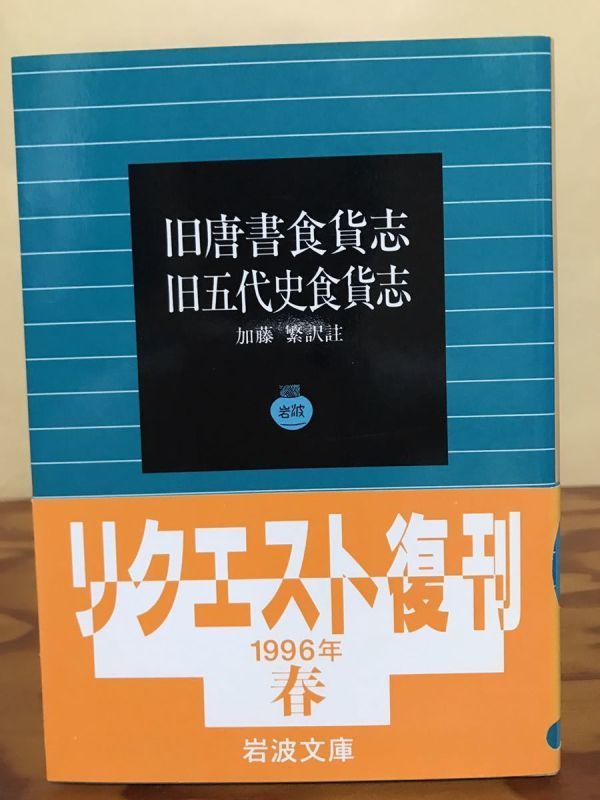 旧唐書食貨志
旧五代史食貨志
加藤 繁訳註
岩波
リクエスト復刊
1996年
春
岩波文庫